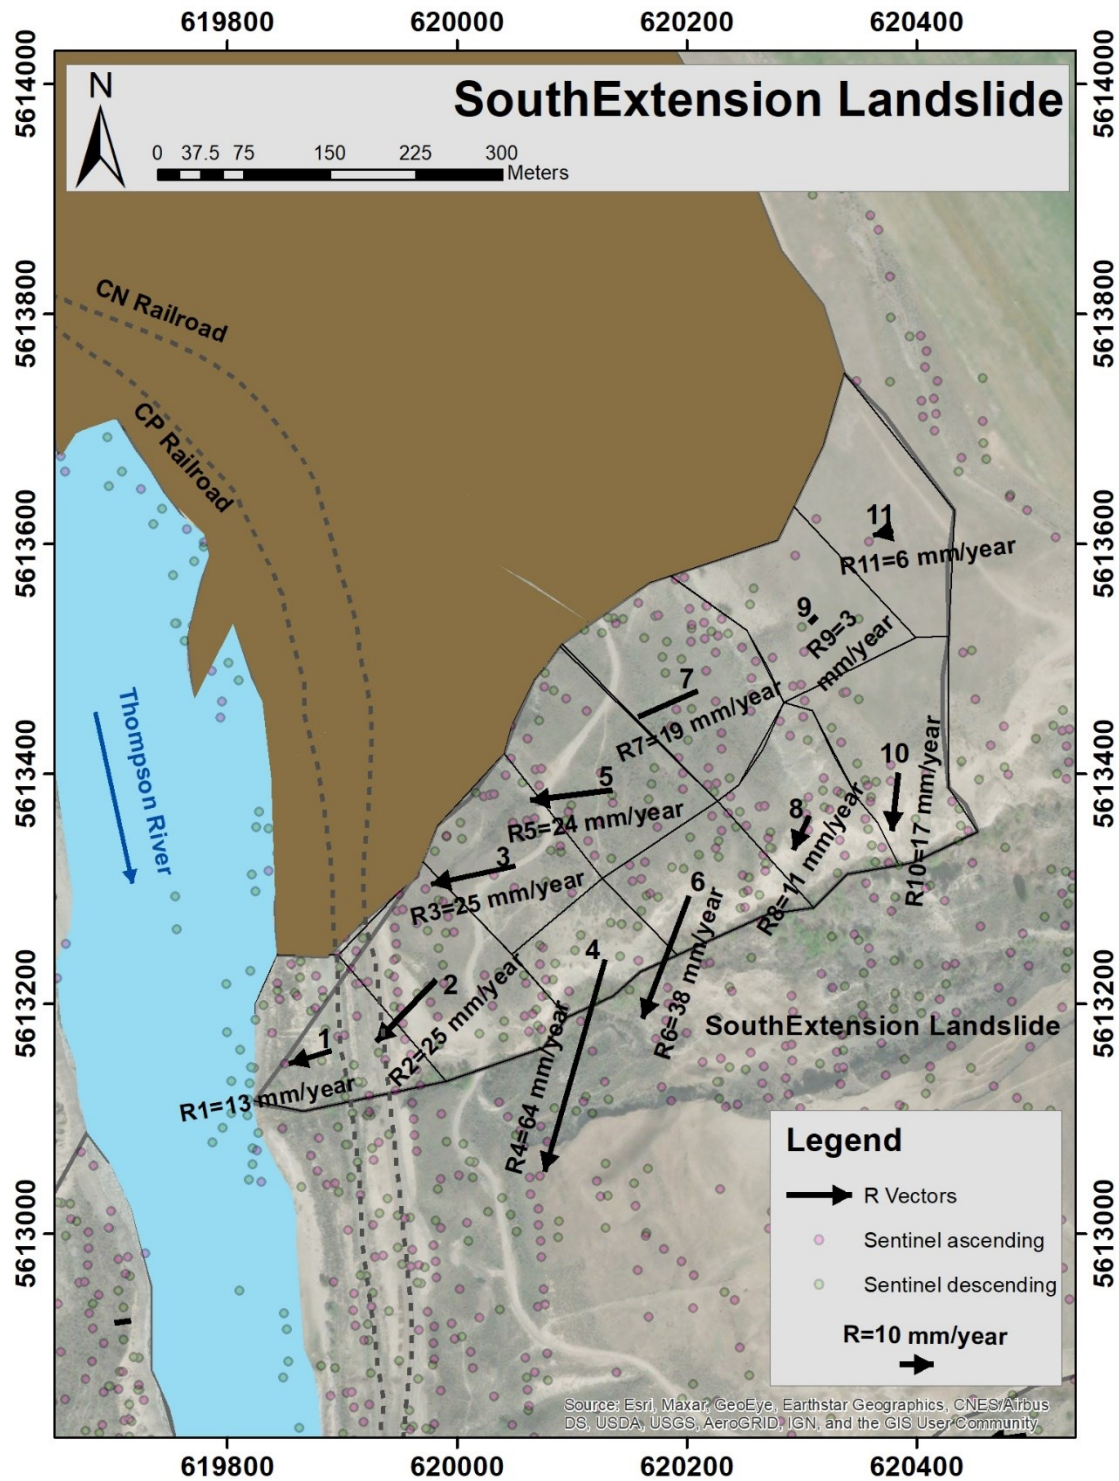 619800 620000 620200 620400
5614000 5614000
SouthExtension Landslide
N
0 37.5 75 150 225 300
Meters
5613800 5613800
CN Railroad
CP Railroad
5613600 5613600
11
R11=6 mm/year
9
R9=3
mm/year
7
R7=19 mm/year
Thompson River
5613400 5613400
10
R10=17 mm/year
5
R5=24 mm/year
8
R8=11 mm/year
3
R3=25 mm/year
6
R6=38 mm/year
4
R4=64 mm/year
2
R2=25 mm/year
5613200 5613200
SouthExtension Landslide
1
R1=13 mm/year
Legend
R Vectors
Sentinel ascending
Sentinel descending
R=10 mm/year
5613000 5613000
Source: Esri, Maxar, GeoEye, Earthstar Geographics, CNES/Airbus
DS, USDA, USGS, AeroGRID, IGN, and the GIS User Community
619800 620000 620200 620400